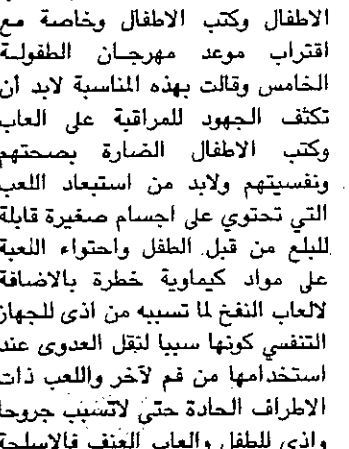 الاطفال وكتب الاطفال وخاصة مع
اقتراب موعد مهرجان الطفولة
الخامس وقالت بهذه المناسبة لابد أن
تكثف الجهود للمراقبة على العاب
وكتب الاطفال الضارة بصحتهم
ونفسيتهم ولابد من استبعاد اللعب
التي تحتوي على اجسام صغيرة قابلة
للبلع من قبل الطفل واحتواء اللعبة
على مواد كيماوية خطرة بالاضافة
لالعاب النفخ لما تسببه من اذى للجهاز
التنفسي كونها سببا لنقل العدوى عند
استخدامها من فم لآخر واللعب ذات
الاطراف الحادة حتى لاتسبب جروحا
واذى للطفل والعاب العنف فالاسلحة